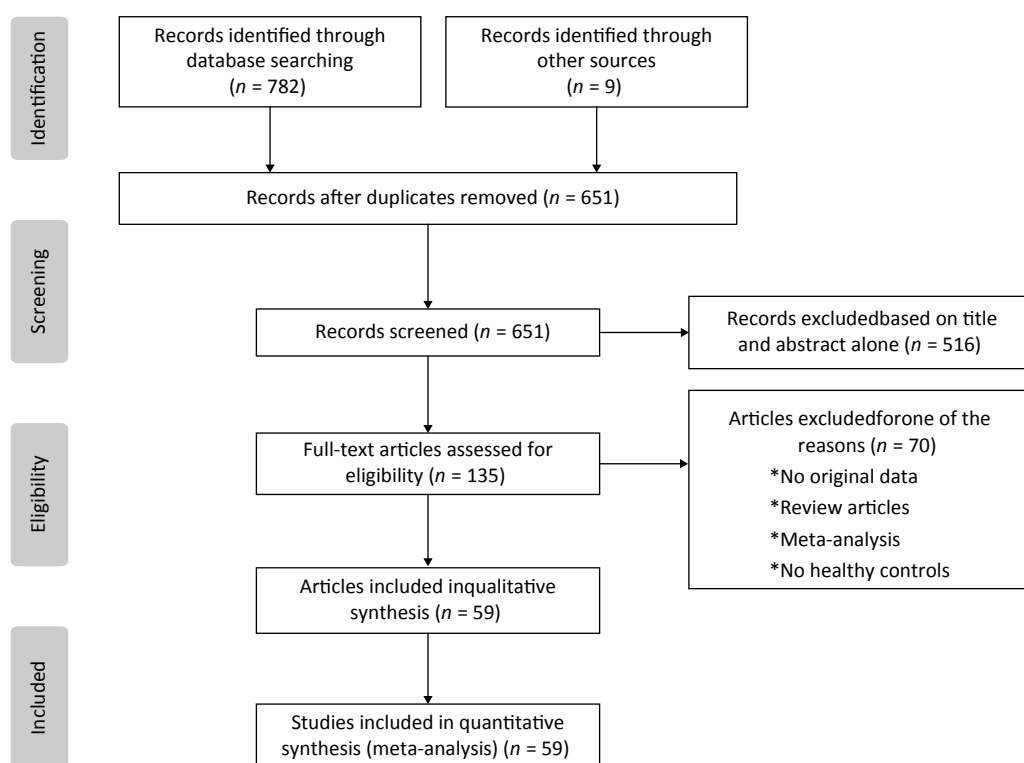 Identification
Records identified through
database searching
(n = 782)
Records identified through
other sources
(n = 9)
Records after duplicates removed (n = 651)
Screening
Records screened (n = 651)
Records excludedbased on title
and abstract alone (n = 516)
Eligibility
Full-text articles assessed for
eligibility (n = 135)
Articles excludedforone of the
reasons (n = 70)
*No original data
*Review articles
*Meta-analysis
*No healthy controls
Articles included inqualitative
synthesis (n = 59)
Included
Studies included in quantitative
synthesis (meta-analysis) (n = 59)